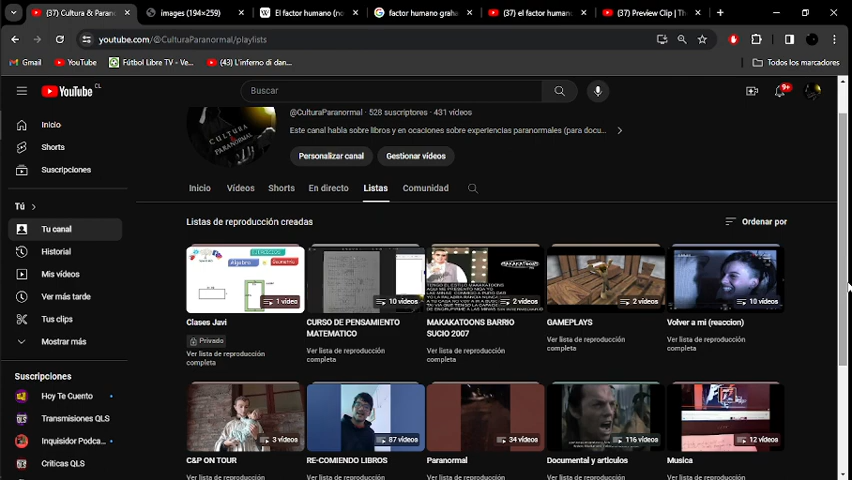 (37) Cultura & Parano
images (194×259)
El factor humano (no
factor humano grah
(37) el factor human
(37) Preview Clip | Th
youtube.com/@CulturaParanormal/playlists
Gmail
YouTube
Fútbol Libre TV - Ve...
(43) L'inferno di dan...
Todos los marcadores
YouTube CL
Buscar
9+
CULTURA
PARANORMAL
@CulturaParanormal · 528 suscriptores · 431 vídeos
Este canal habla sobre libros y en ocaciones sobre experiencias paranormales (para docu...
Personalizar canal
Gestionar vídeos
Inicio
Shorts
Suscripciones
Tú
Tu canal
Historial
Mis vídeos
Ver más tarde
Tus clips
Mostrar más
Suscripciones
Hoy Te Cuento
Transmisiones QLS
Inquisidor Podca...
Críticas QLS
Inicio
Vídeos
Shorts
En directo
Listas
Comunidad
Listas de reproducción creadas
Ordenar por
1 vídeo
Clases Javi
Privado
Ver lista de reproducción
completa
10 vídeos
CURSO DE PENSAMIENTO
MATEMATICO
Ver lista de reproducción
completa
2 vídeos
MAKAKATOONS BARRIO
SUCIO 2007
Ver lista de reproducción
completa
2 vídeos
GAMEPLAYS
Ver lista de reproducción
completa
10 vídeos
Volver a mi (reaccion)
Ver lista de reproducción
completa
3 vídeos
C&P ON TOUR
87 vídeos
RE-COMIENDO LIBROS
34 vídeos
Paranormal
116 vídeos
Documental y articulos
12 vídeos
Musica